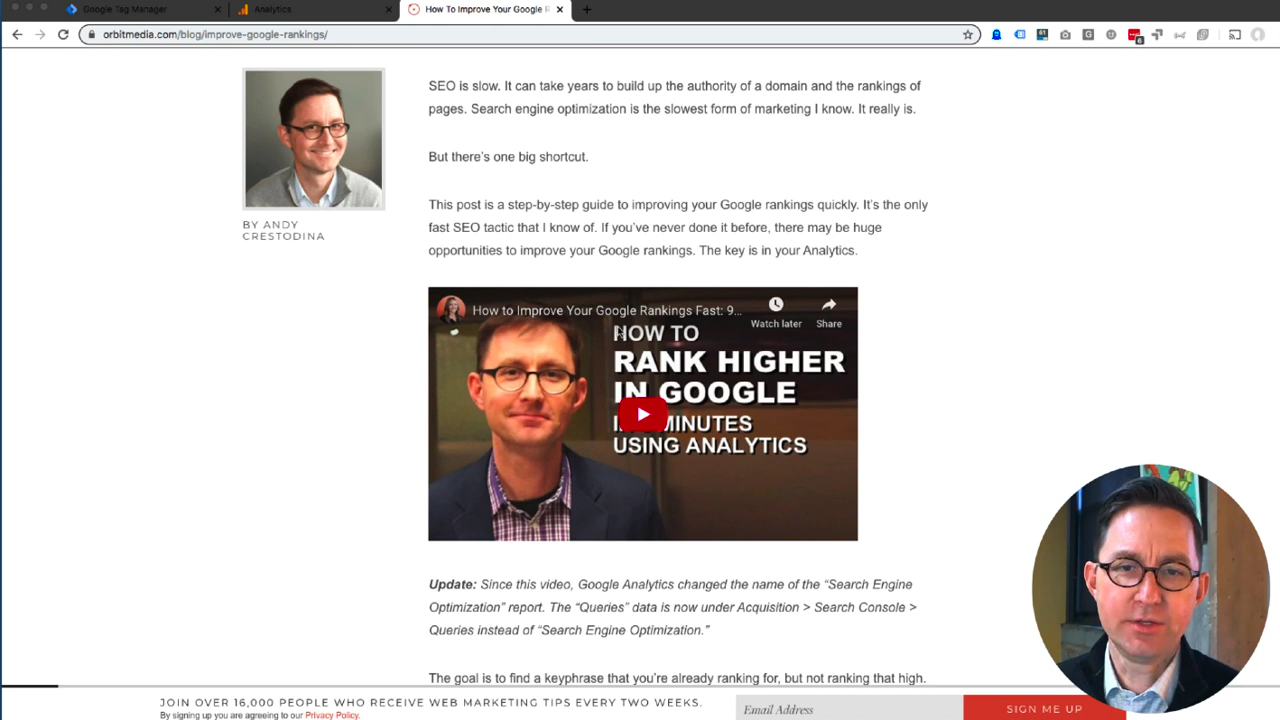 Google Tag Manager
Analytics
How To Improve Your Google R
orbitmedia.com/blog/improve-google-rankings/
61
6
BY ANDY
CRESTODINA
SEO is slow. It can take years to build up the authority of a domain and the rankings of
pages. Search engine optimization is the slowest form of marketing I know. It really is.
But there's one big shortcut.
This post is a step-by-step guide to improving your Google rankings quickly. It's the only
fast SEO tactic that I know of. If you've never done it before, there may be huge
opportunities to improve your Google rankings. The key is in your Analytics.
How to Improve Your Google Rankings Fast: 9...
Watch later
Share
HOW TO
RANK HIGHER
IN GOOGLE
MINUTES
USING ANALYTICS
Update: Since this video, Google Analytics changed the name of the “Search Engine
Optimization” report. The “Queries” data is now under Acquisition > Search Console >
Queries instead of “Search Engine Optimization.”
The goal is to find a keyphrase that you're already ranking for, but not ranking that high.
JOIN OVER 16,000 PEOPLE WHO RECEIVE WEB MARKETING TIPS EVERY TWO WEEKS.
By signing up you are agreeing to our Privacy Policy.
Email Address
SIGN ME UP